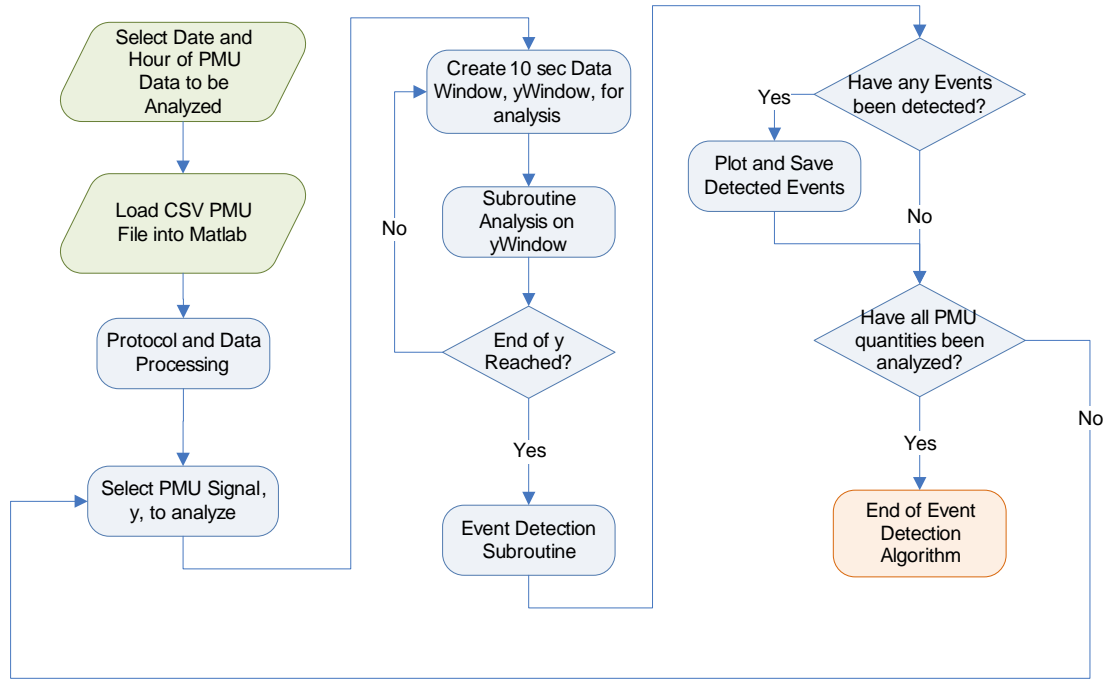 Select Date and
Hour of PMU
Data to be
Analyzed
Load CSV PMU
File into Matlab
Protocol and Data
Processing
Select PMU Signal,
y, to analyze
Create 10 sec Data
Window, yWindow, for
analysis
Subroutine
Analysis on
yWindow
No
End of y
Reached?
Yes
Event Detection
Subroutine
Have any Events
been detected?
Yes
Plot and Save
Detected Events
No
Have all PMU
quantities been
analyzed?
No
Yes
End of Event
Detection
Algorithm